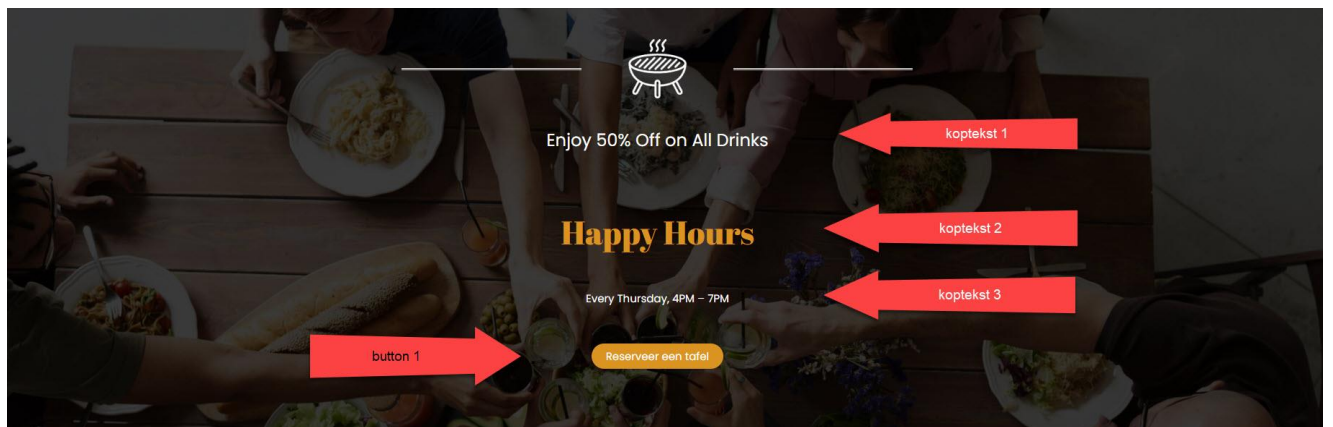 Enjoy 50% Off on All Drinks
koptekst 1
Happy Hours
koptekst 2
Every Thursday, 4PM – 7PM
koptekst 3
button 1
Reserveer een tafel